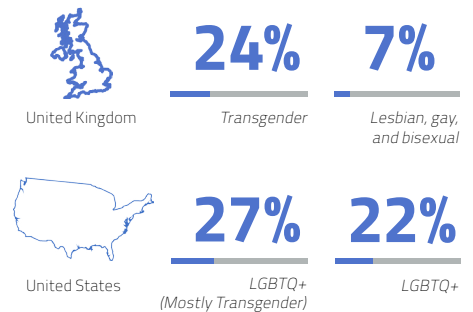 24%
7%
United Kingdom
Transgender
Lesbian, gay,
and bisexual
27%
22%
United States
LGBTQ+
(Mostly Transgender)
LGBTQ+